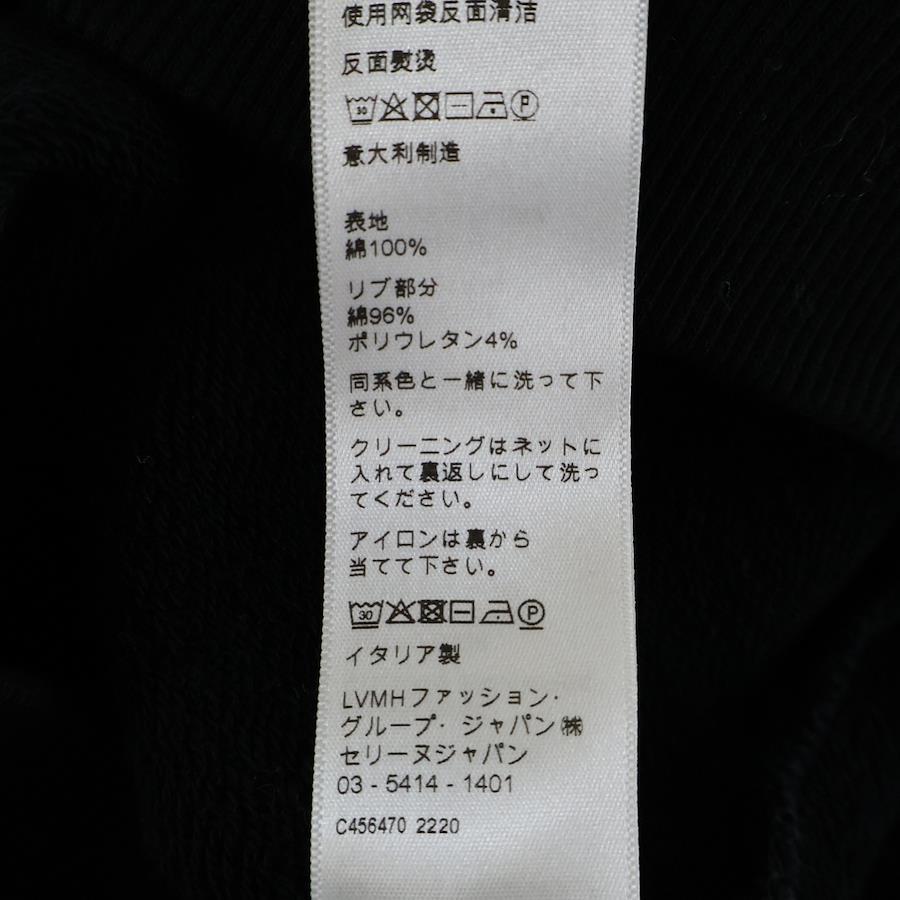 使用网袋反面清洁
反面熨烫
30 P
意大利制造
表地
綿100%
リブ部分
綿96%
ポリウレタン4%
同系色と一緒に洗って下
さい。
クリーニングはネットに
入れて裏返しにして洗っ
てください。
アイロンは裏から
当てて下さい。
30 P
イタリア製
LVMHファッション・
グループ・ジャパン㈱
セリーヌジャパン
03 - 5414 - 1401
C456470 2220